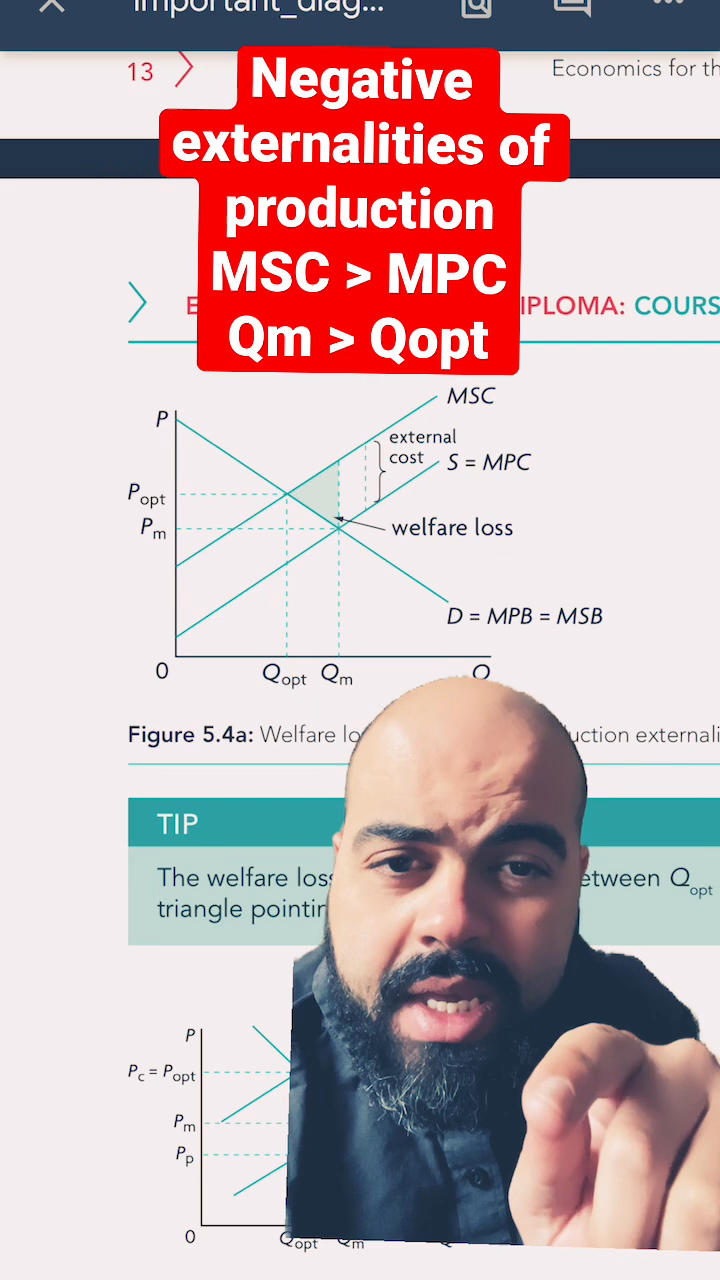 important_diag...
13
Economics for th
Negative
externalities of
production
MSC > MPC
Qm > Qopt
E
IPLOMA: COURS
MSC
P
external
cost
S = MPC
Popt
Pm
welfare loss
D = MPB = MSB
0
Qopt
Qm
Q
Figure 5.4a: Welfare lo
uction externali
TIP
The welfare loss
etween Qopt
triangle pointin
P
Pc = Popt
Pm
Pp
0
Qopt
Qm